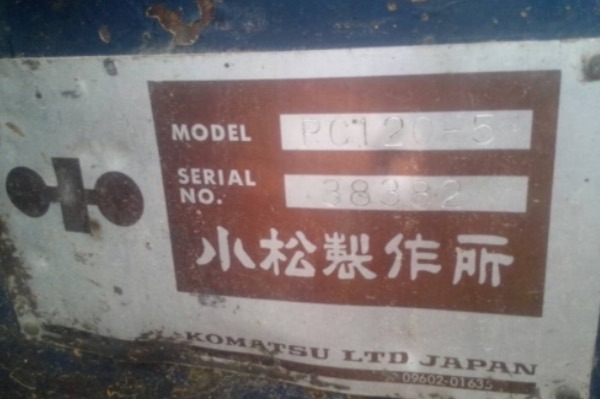 MODEL PC120-5
SERIAL NO. 38382
小松製作所
KOMATSU LTD JAPAN
09602-01635